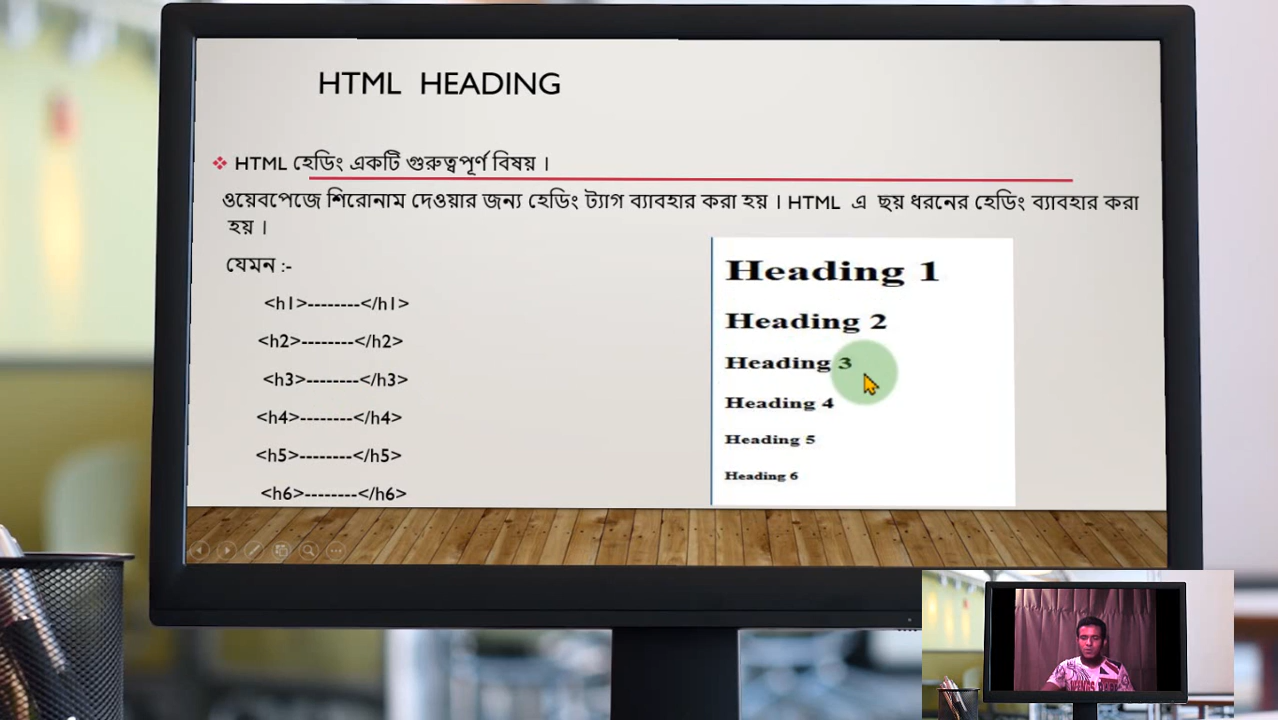 HTML HEADING
❖ HTML হেডিং একটি গুরুত্বপূর্ণ বিষয় ।
ওয়েবপেজে শিরোনাম দেওয়ার জন্য হেডিং ট্যাগ ব্যাবহার করা হয় । HTML এ ছয় ধরনের হেডিং ব্যাবহার করা
হয় ।
যেমন :-
<h1>--------</h1>
<h2>--------</h2>
<h3>--------</h3>
<h4>--------</h4>
<h5>--------</h5>
<h6>--------</h6>
Heading 1
Heading 2
Heading 3
Heading 4
Heading 5
Heading 6